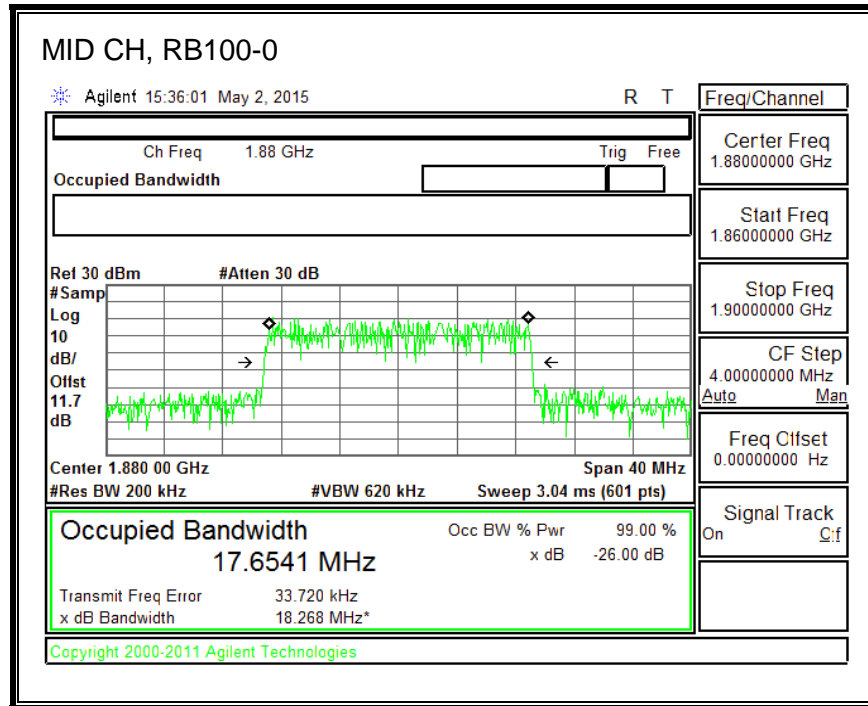 MID CH, RB100-0
Agilent 15:36:01 May 2, 2015 R T
Freq/Channel
Ch Freq 1.88 GHz Trig Free
Occupied Bandwidth
Center Freq
1.88000000 GHz
Start Freq
1.86000000 GHz
Stop Freq
1.90000000 GHz
CF Step
4.00000000 MHz
Auto Man
Freq Offset
0.00000000 Hz
Signal Track
On Off
Ref 30 dBm #Atten 30 dB
#Samp
Log
10
dB/
Offst
11.7
dB
Center 1.880 00 GHz Span 40 MHz
#Res BW 200 kHz #VBW 620 kHz Sweep 3.04 ms (601 pts)
Occupied Bandwidth Occ BW % Pwr 99.00 %
17.6541 MHz x dB -26.00 dB
Transmit Freq Error 33.720 kHz
x dB Bandwidth 18.268 MHz*
Copyright 2000-2011 Agilent Technologies